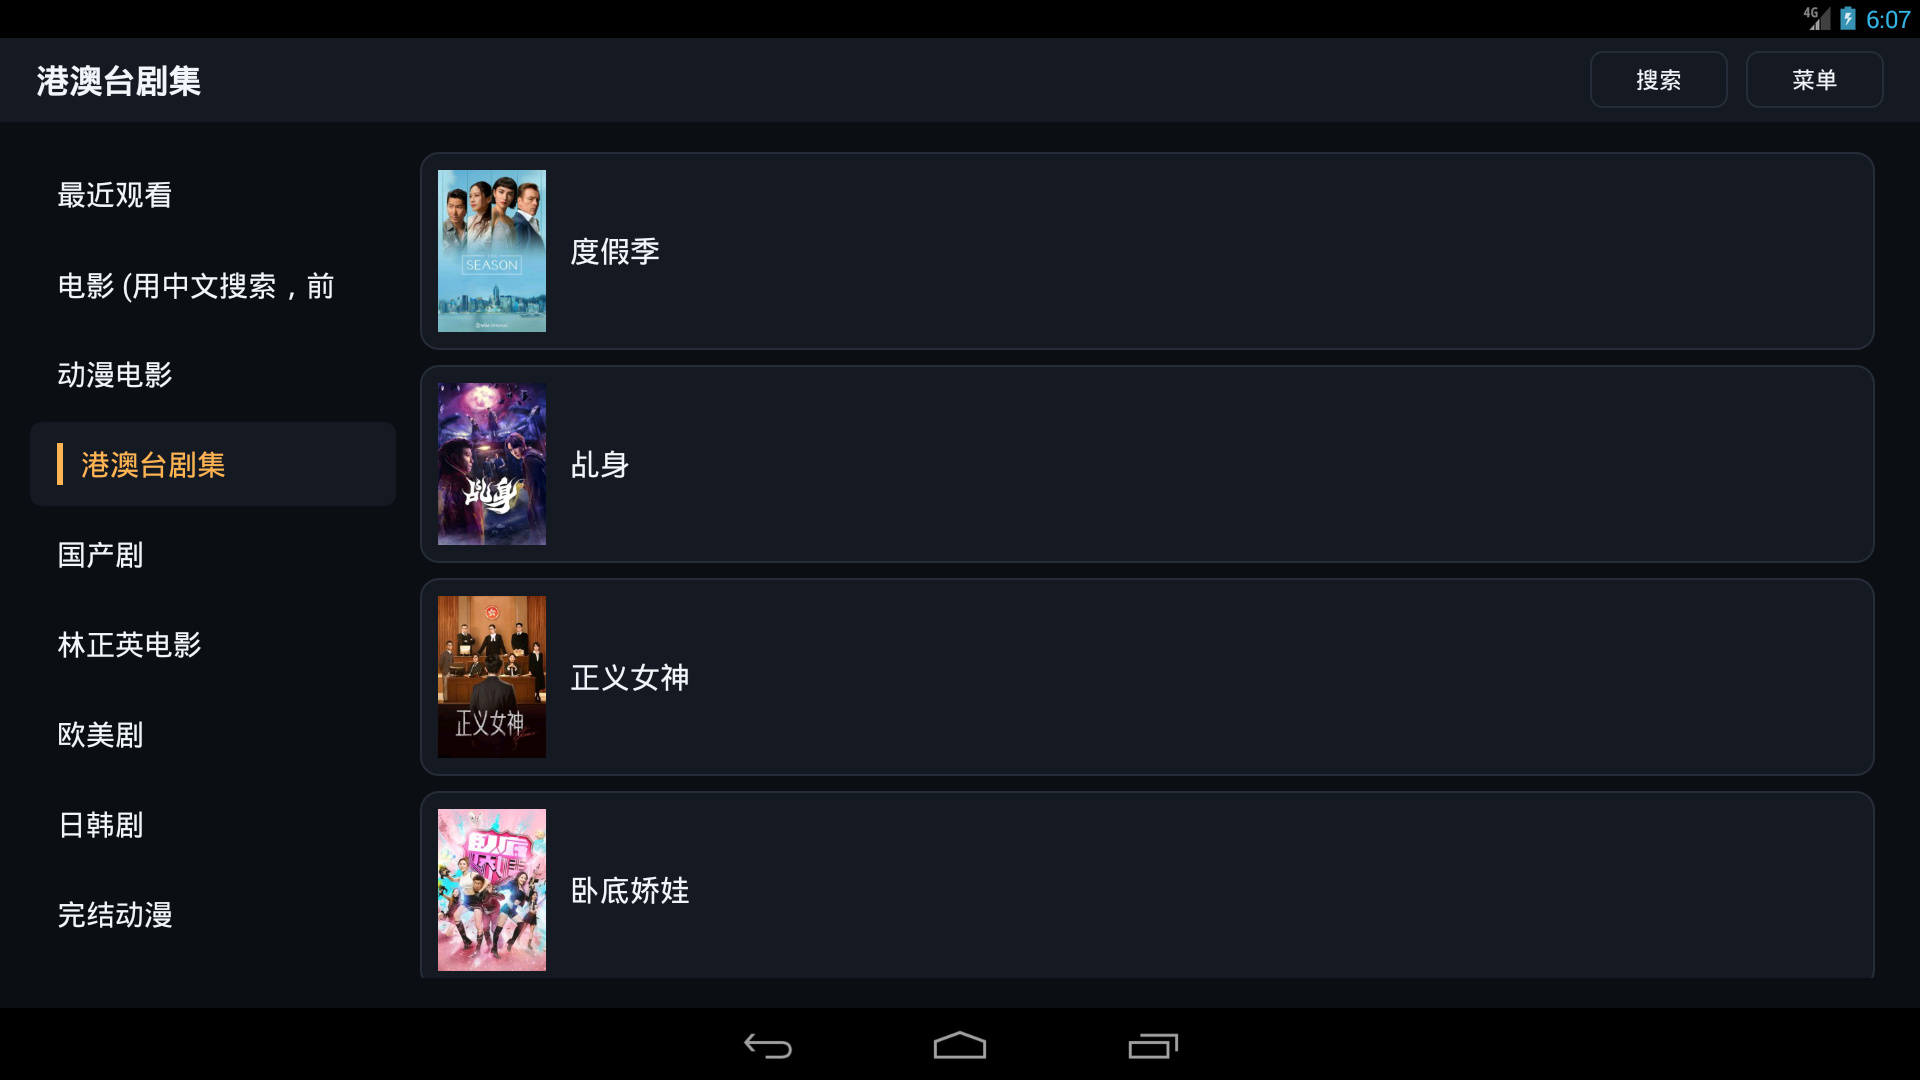 4G
6:07
港澳台剧集
搜索
菜单
最近观看
电影 (用中文搜索，前
动漫电影
港澳台剧集
国产剧
林正英电影
欧美剧
日韩剧
完结动漫
SEASON
度假季
乩身
乩身
正义女神
正义女神
卧底娇娃